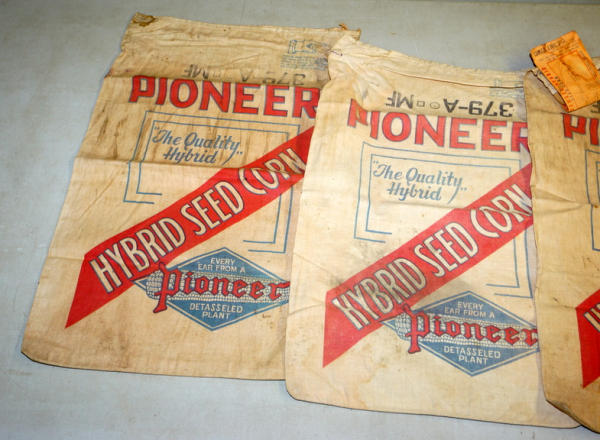 379-A□MF
PIONEER
"The Quality
Hybrid"
HYBRID SEED CORN
EVERY
EAR FROM A
Pioneer
DETASSELED
PLANT
379-A□MF
PIONEER
"The Quality
Hybrid"
HYBRID SEED CORN
EVERY
EAR FROM A
Pioneer
DETASSELED
PLANT
PI